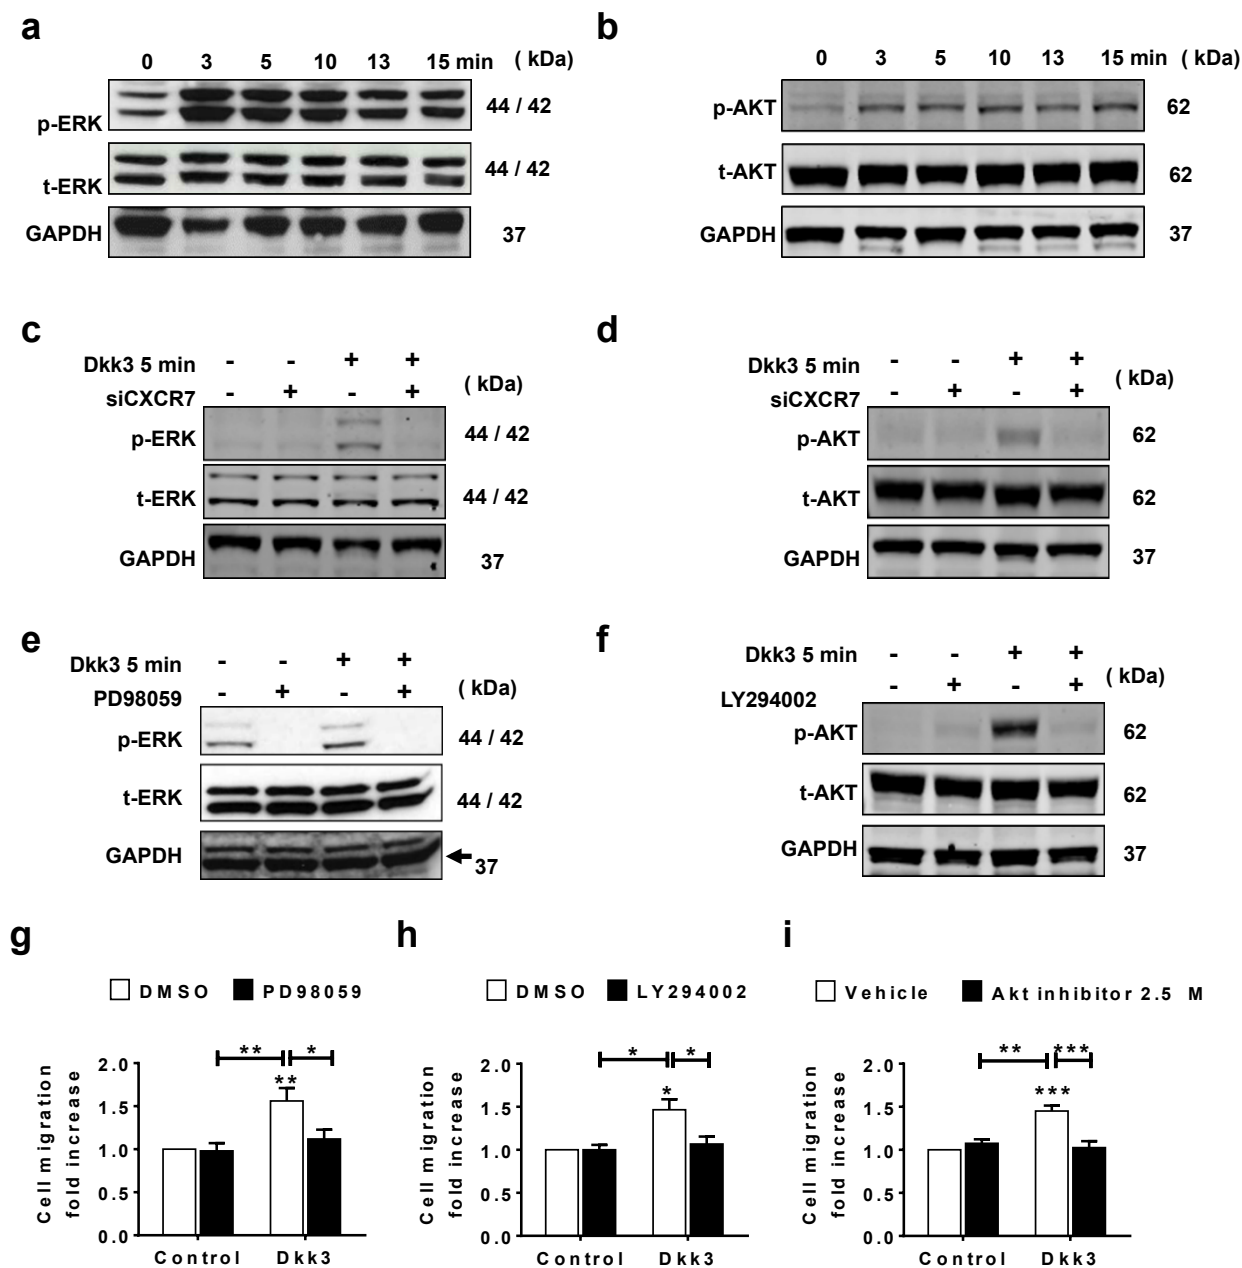 a
0 3 5 10 13 15 min ( kDa)
p-ERK 44 / 42
t-ERK 44 / 42
GAPDH 37
b
0 3 5 10 13 15 min ( kDa)
p-AKT 62
t-AKT 62
GAPDH 37
c
Dkk3 5 min - - + +
siCXCR7 - + - + ( kDa)
p-ERK 44 / 42
t-ERK 44 / 42
GAPDH 37
d
Dkk3 5 min - - + +
siCXCR7 - + - + ( kDa)
p-AKT 62
t-AKT 62
GAPDH 37
e
Dkk3 5 min - - + +
PD98059 - + - + ( kDa)
p-ERK 44 / 42
t-ERK 44 / 42
GAPDH 37
f
Dkk3 5 min - - + +
LY294002 - + - + ( kDa)
p-AKT 62
t-AKT 62
GAPDH 37
g
DMSO PD98059
** *
**
Cell migration
fold increase
2.0
1.5
1.0
0.5
0.0
Control Dkk3
h
DMSO LY294002
* *
*
Cell migration
fold increase
2.0
1.5
1.0
0.5
0.0
Control Dkk3
i
Vehicle Akt inhibitor 2.5 M
** ***
***
Cell migration
fold increase
2.0
1.5
1.0
0.5
0.0
Control Dkk3